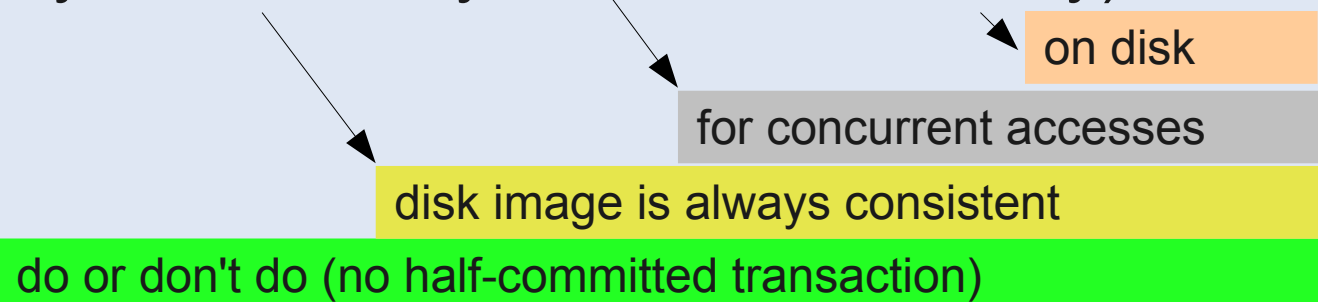 on disk
for concurrent accesses
disk image is always consistent
do or don't do (no half-committed transaction)